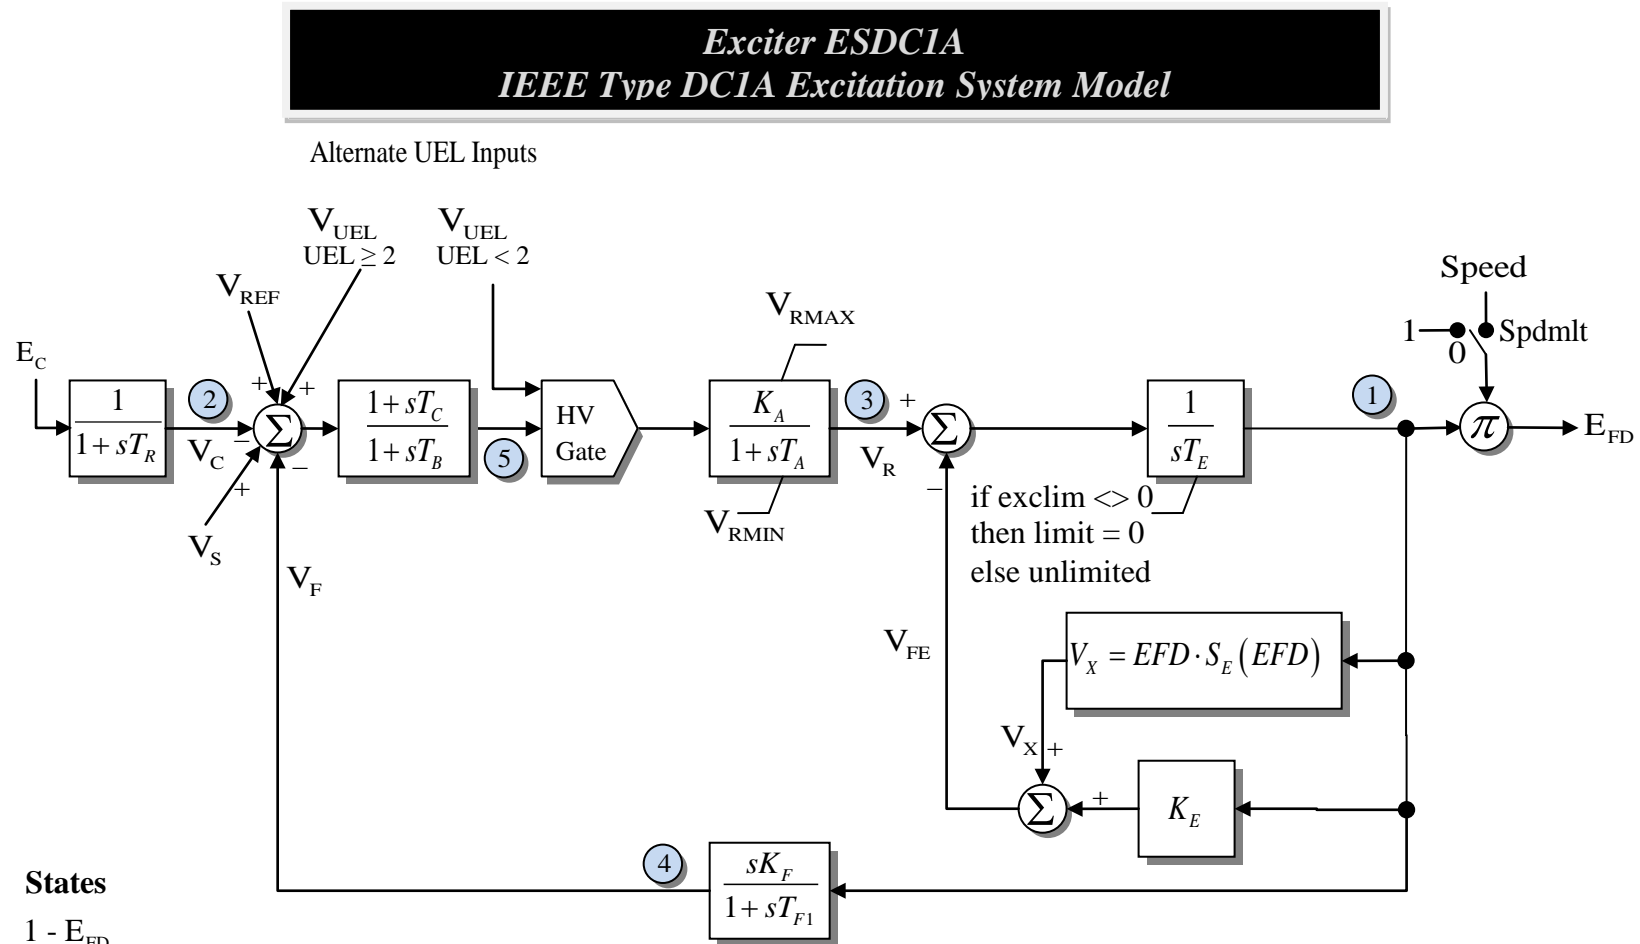 Exciter ESDC1A
IEEE Type DC1A Excitation System Model
Alternate UEL Inputs
V_UEL
UEL ≥ 2
V_UEL
UEL < 2
V_REF
V_RMAX
Speed
1
0
Spdmlt
E_C
1
1 + sT_R
2
V_C
+
+
−
+
−
Σ
V_S
1 + sT_C
1 + sT_B
5
HV
Gate
K_A
1 + sT_A
V_RMIN
3
V_R
+
−
Σ
1
sT_E
1
π
E_FD
if exclim <> 0
then limit = 0
else unlimited
V_F
V_FE
V_X = EFD · S_E (EFD)
V_X
+
Σ
+
K_E
4
sK_F
1 + sT_F1
States
1 - E_FD